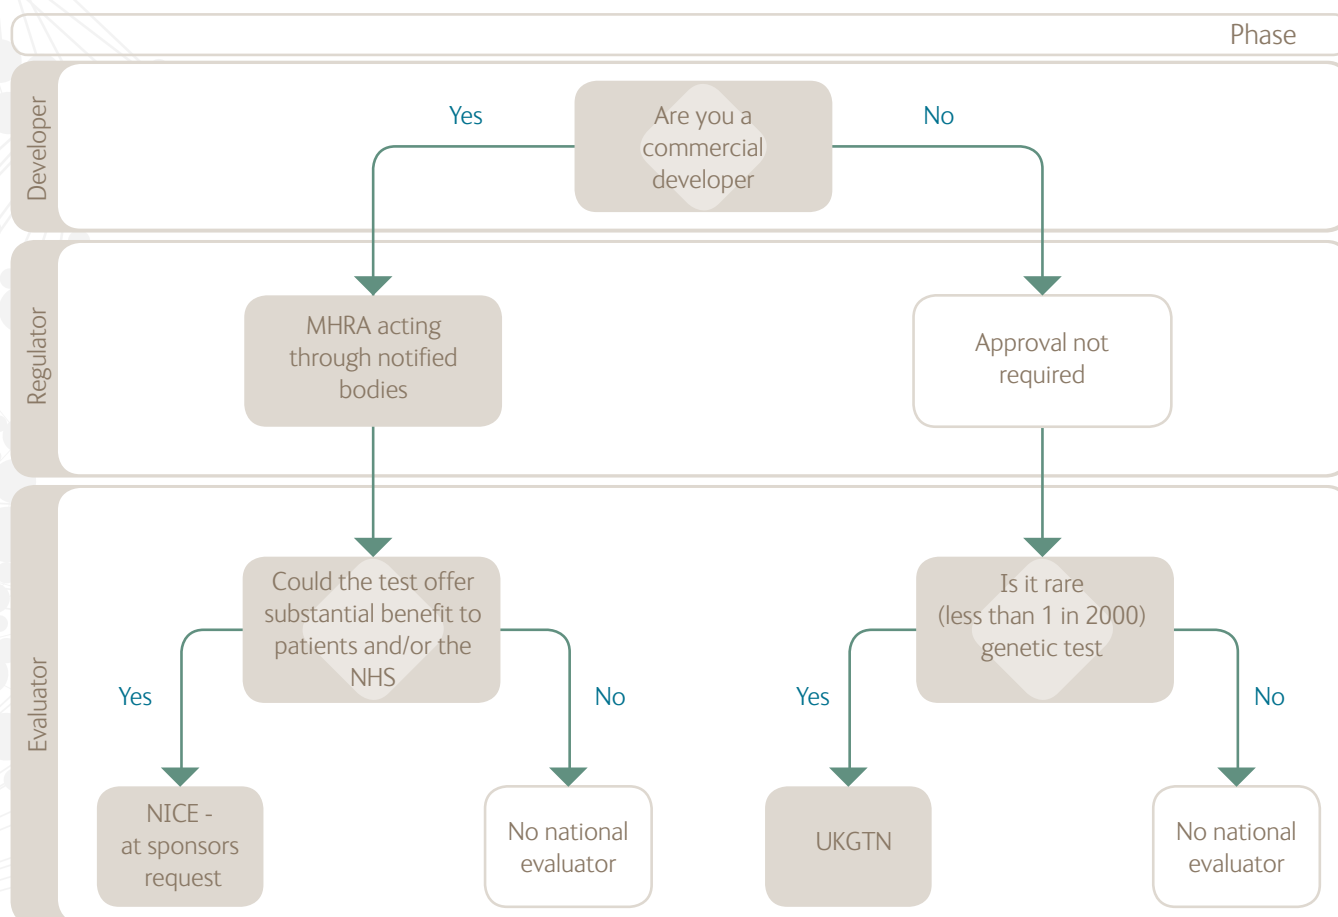 Phase
Developer
Are you a
commercial
developer
Yes
No
Regulator
MHRA acting
through notified
bodies
Approval not
required
Evaluator
Could the test offer
substantial benefit to
patients and/or the
NHS
Is it rare
(less than 1 in 2000)
genetic test
Yes
No
Yes
No
NICE -
at sponsors
request
No national
evaluator
UKGTN
No national
evaluator